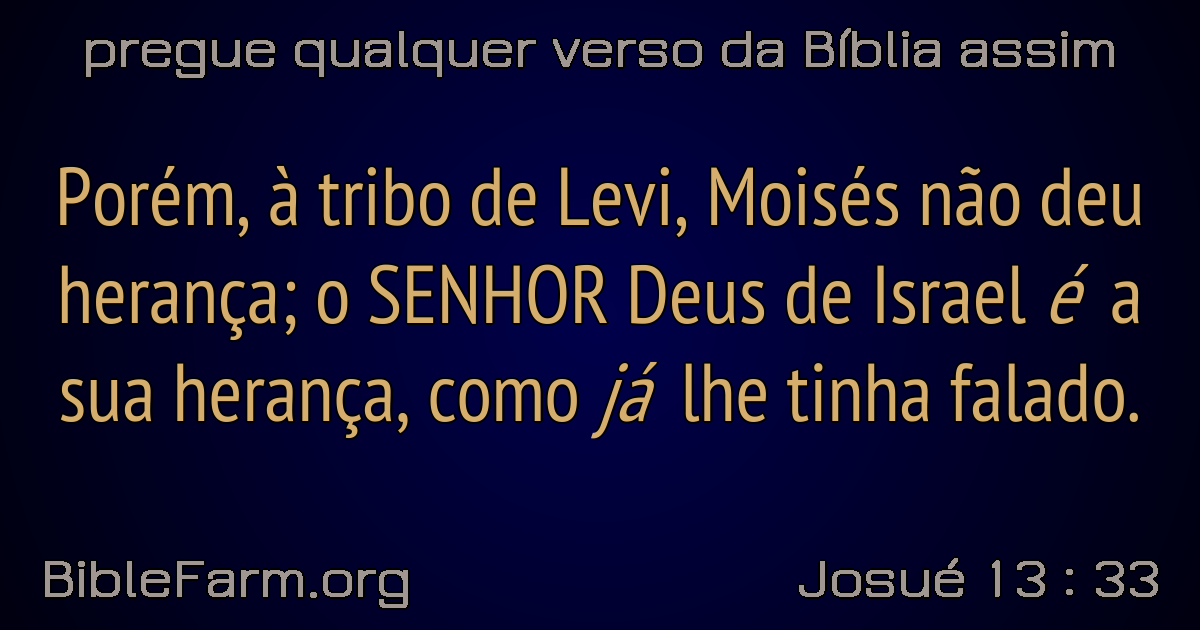 pregue qualquer verso da Bíblia assim
Porém, à tribo de Levi, Moisés não deu
herança; o SENHOR Deus de Israel é a
sua herança, como já lhe tinha falado.
BibleFarm.org
Josué 13 : 33